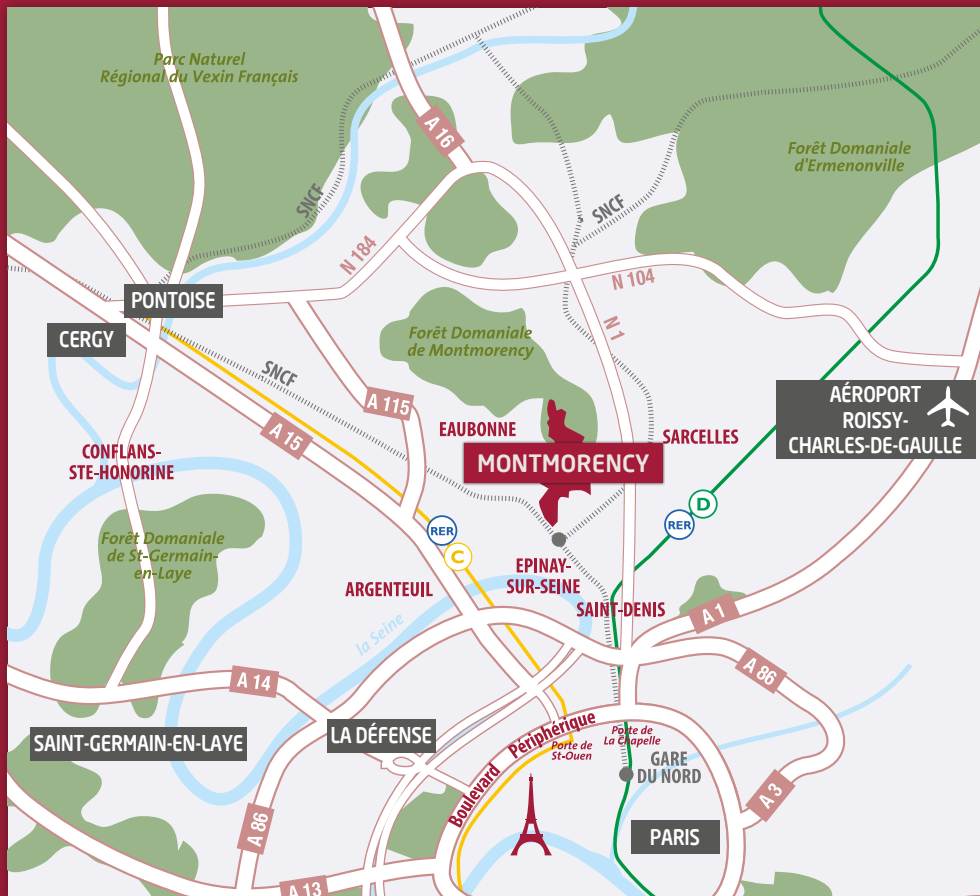 Parc Naturel
Régional du Vexin Français
A 16
Forêt Domaniale
d'Ermenonville
SNCF
SNCF
N 184
N 104
PONTOISE
N 1
CERGY
Forêt Domaniale
de Montmorency
SNCF
A 115
AÉROPORT
ROISSY-
CHARLES-DE-GAULLE
A 15
EAUBONNE
SARCELLES
CONFLANS-
STE-HONORINE
MONTMORENCY
D
RER
RER
C
Forêt Domaniale
de St-Germain-
en-Laye
EPINAY-
SUR-SEINE
ARGENTEUIL
SAINT-DENIS
A 1
la Seine
A 86
A 14
SAINT-GERMAIN-EN-LAYE
LA DÉFENSE
Boulevard Périphérique
Porte de
St-Ouen
Porte de
La Chapelle
GARE
DU NORD
A 3
A 86
PARIS
A 13